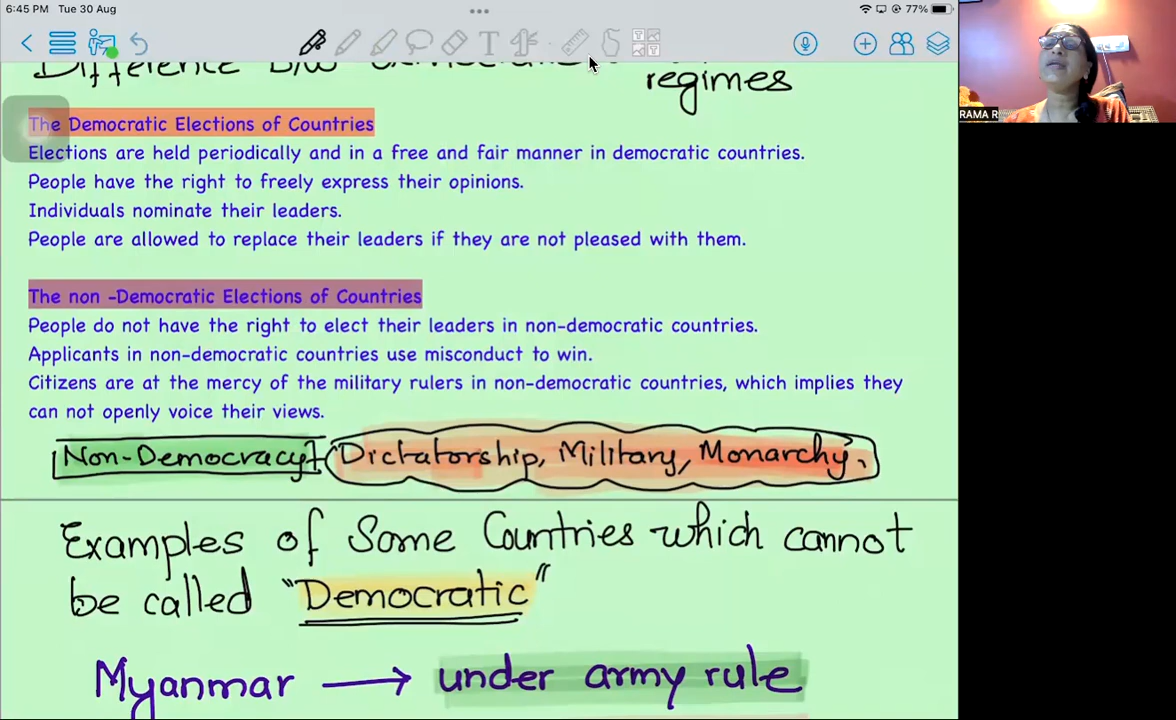 6:45 PM Tue 30 Aug
77%
Difference b/w
regimes
RAMA R
The Democratic Elections of Countries
Elections are held periodically and in a free and fair manner in democratic countries.
People have the right to freely express their opinions.
Individuals nominate their leaders.
People are allowed to replace their leaders if they are not pleased with them.
The non -Democratic Elections of Countries
People do not have the right to elect their leaders in non-democratic countries.
Applicants in non-democratic countries use misconduct to win.
Citizens are at the mercy of the military rulers in non-democratic countries, which implies they
can not openly voice their views.
Non-Democracy Dictatorship, Military, Monarchy.
Examples of Some Countries which cannot
be called "Democratic"
Myanmar → under army rule